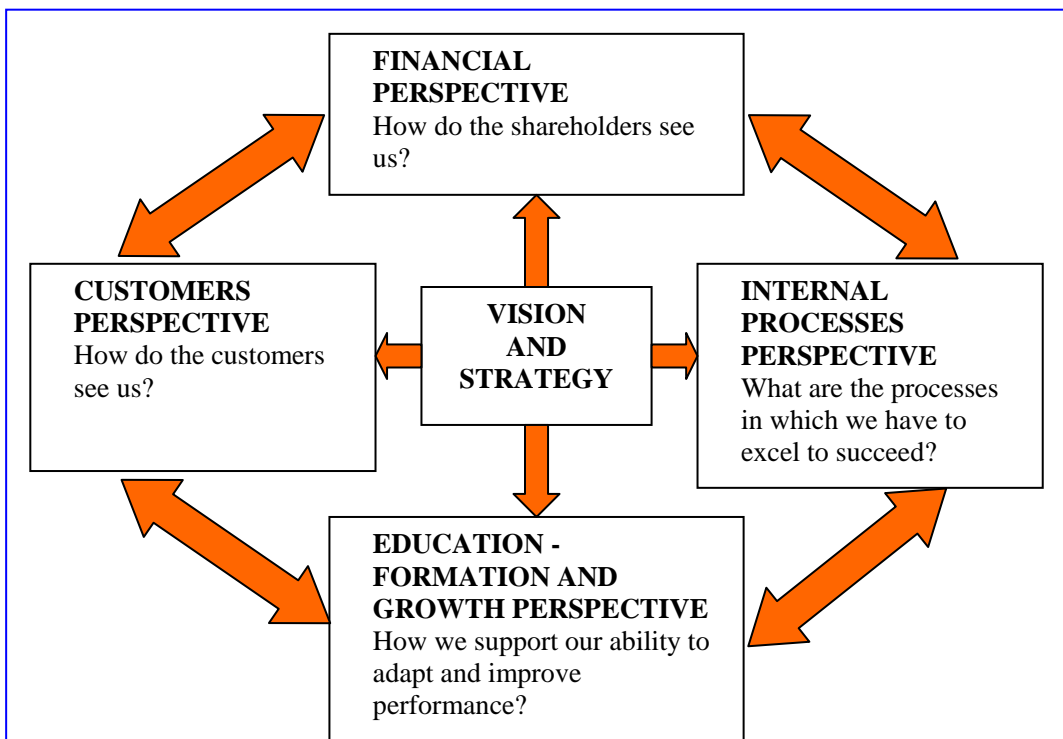 FINANCIAL
PERSPECTIVE
How do the shareholders see
us?
CUSTOMERS
PERSPECTIVE
How do the customers
see us?
VISION
AND
STRATEGY
INTERNAL
PROCESSES
PERSPECTIVE
What are the processes
in which we have to
excel to succeed?
EDUCATION -
FORMATION AND
GROWTH PERSPECTIVE
How we support our ability to
adapt and improve
performance?